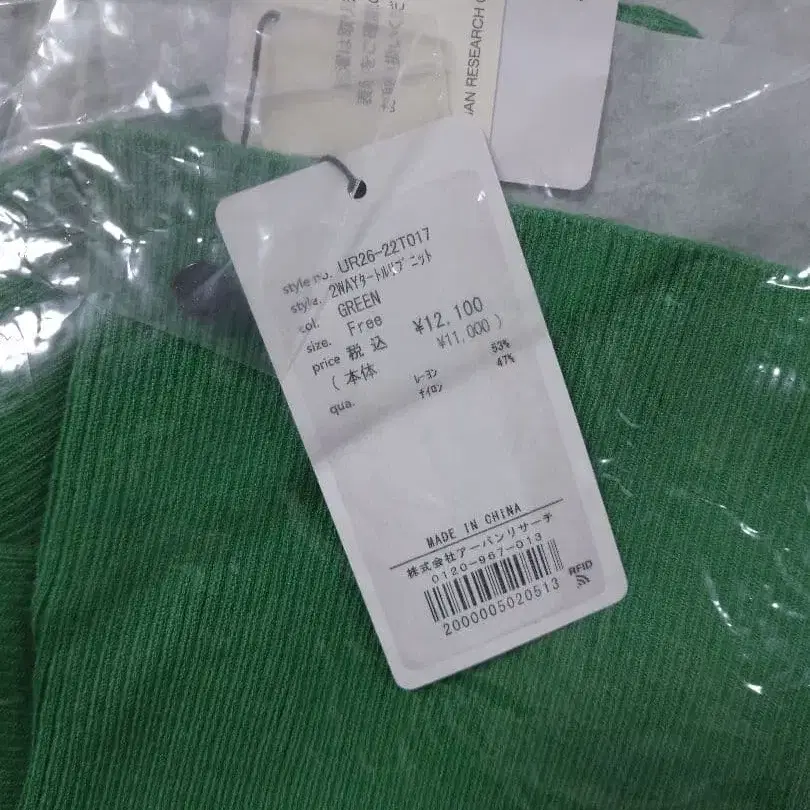 AN RESEARCH
style no. UR26-22T017
style. 2WAYタートルリブニット
col. GREEN
size. Free
price 税込 ¥12,100
(本体 ¥11,000)
qua. レーヨン 53%
ナイロン 47%
MADE IN CHINA
株式会社アーバンリサーチ
0120-967-013
RFID
2000005020513